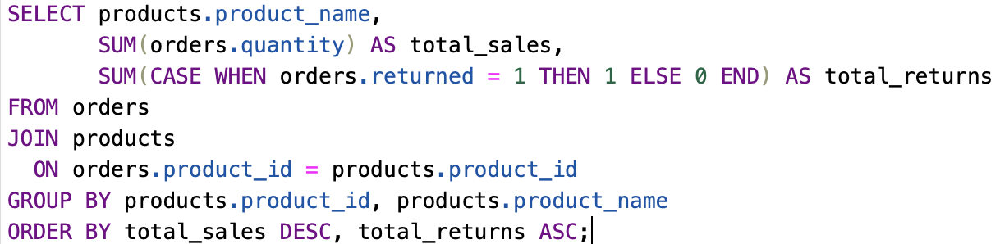 SELECT products.product_name,
       SUM(orders.quantity) AS total_sales,
       SUM(CASE WHEN orders.returned = 1 THEN 1 ELSE 0 END) AS total_returns
FROM orders
JOIN products
  ON orders.product_id = products.product_id
GROUP BY products.product_id, products.product_name
ORDER BY total_sales DESC, total_returns ASC;